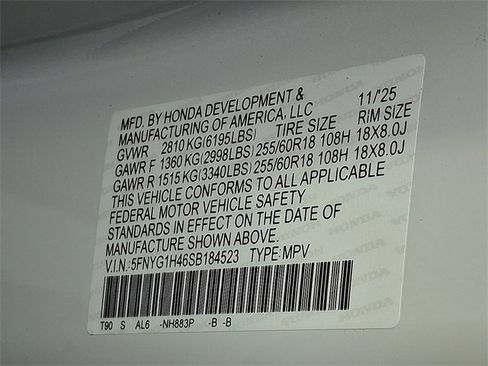 MFD. BY HONDA DEVELOPMENT &
MANUFACTURING OF AMERICA, LLC 11/'25
GVWR 2810 KG (6195LBS) TIRE SIZE RIM SIZE
GAWR F 1360 KG (2998LBS) 255/60R18 108H 18X8.0J
GAWR R 1515 KG (3340LBS) 255/60R18 108H 18X8.0J
THIS VEHICLE CONFORMS TO ALL APPLICABLE
FEDERAL MOTOR VEHICLE SAFETY
STANDARDS IN EFFECT ON THE DATE OF
MANUFACTURE SHOWN ABOVE.
V.I.N.:5FNYG1H46SB184523 TYPE:MPV
T90 S AL6 -NH883P -B -B